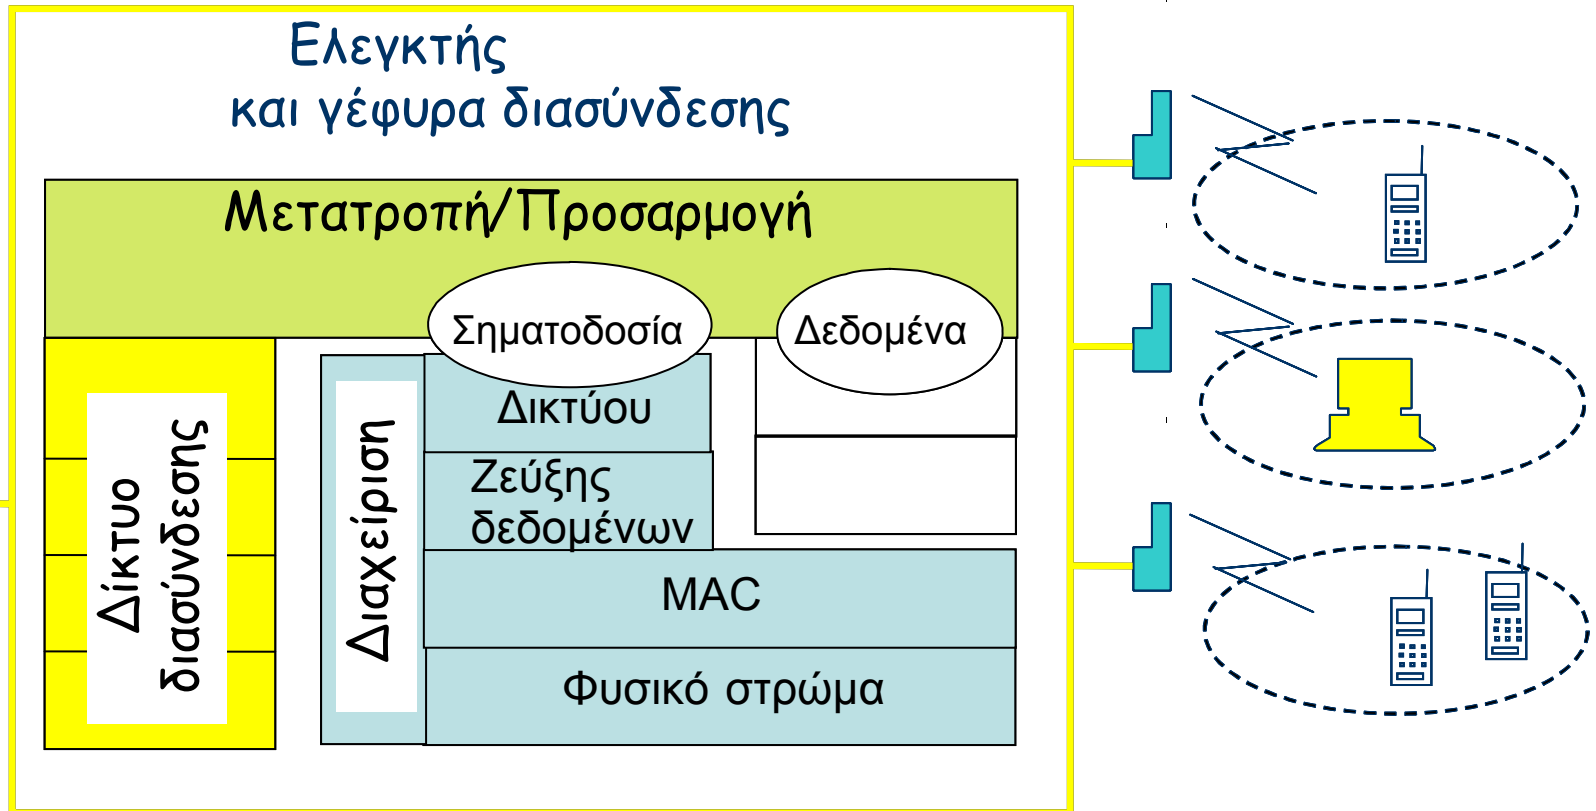 Ελεγκτής
και γέφυρα διασύνδεσης
Μετατροπή/Προσαρμογή
Σηματοδοσία
Δεδομένα
Δίκτυο
διασύνδεσης
Διαχείριση
Δικτύου
Ζεύξης
δεδομένων
MAC
Φυσικό στρώμα